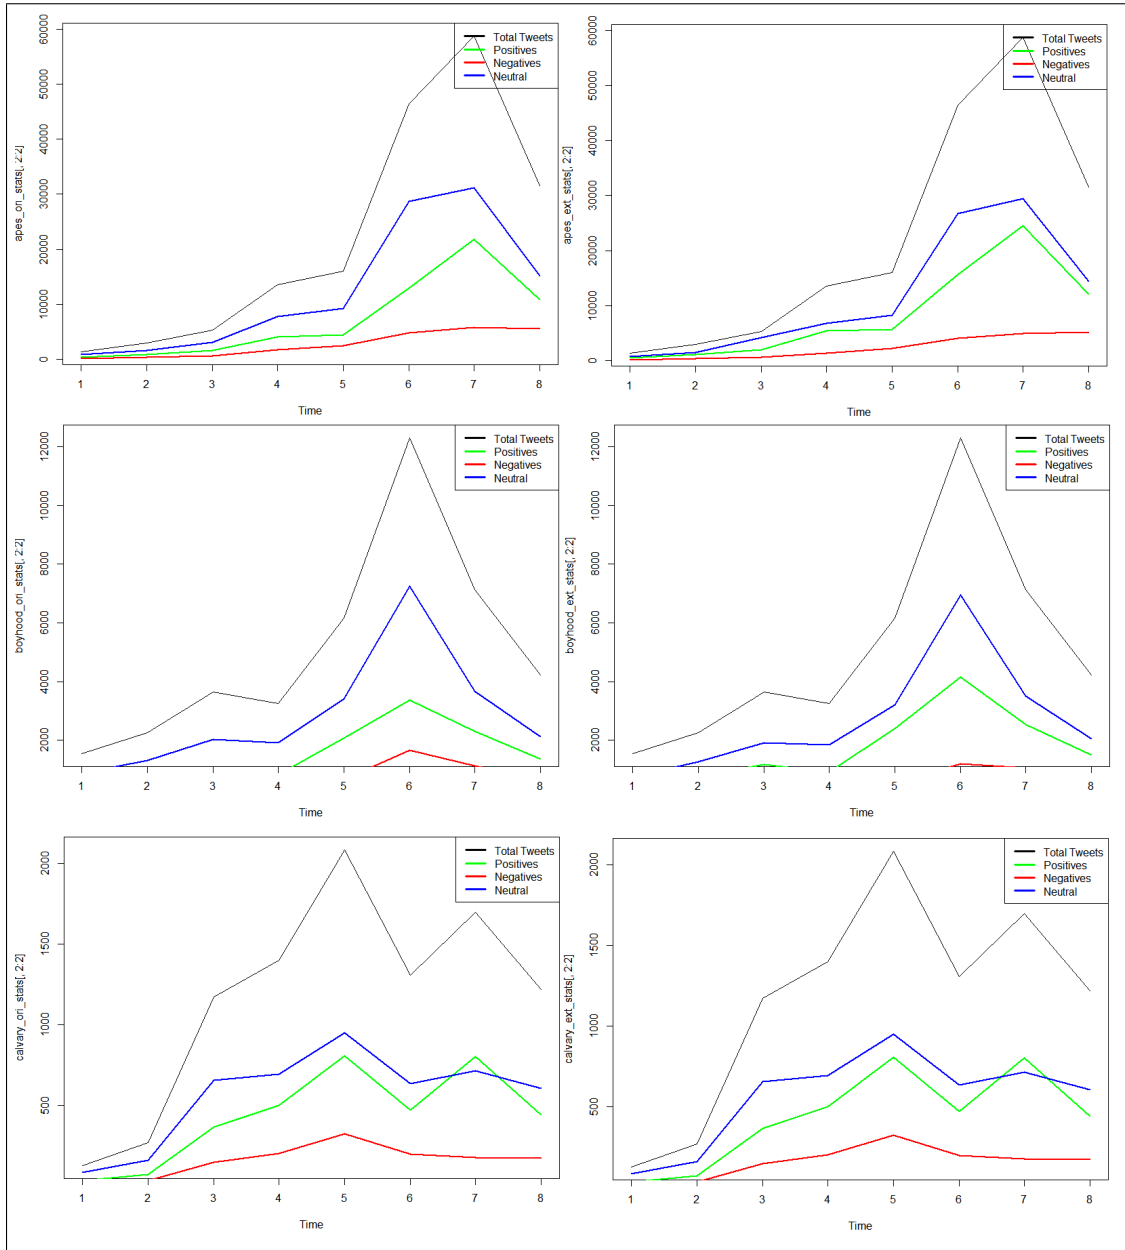 apes_ori_stats[, 2:2]
60000
50000
40000
30000
20000
10000
0
Total Tweets
Positives
Negatives
Neutral
1 2 3 4 5 6 7 8
Time
apes_ext_stats[, 2:2]
60000
50000
40000
30000
20000
10000
0
Total Tweets
Positives
Negatives
Neutral
1 2 3 4 5 6 7 8
Time
boyhood_ori_stats[, 2:2]
12000
10000
8000
6000
4000
2000
Total Tweets
Positives
Negatives
Neutral
1 2 3 4 5 6 7 8
Time
boyhood_ext_stats[, 2:2]
12000
10000
8000
6000
4000
2000
Total Tweets
Positives
Negatives
Neutral
1 2 3 4 5 6 7 8
Time
calvary_ori_stats[, 2:2]
2000
1500
1000
500
Total Tweets
Positives
Negatives
Neutral
1 2 3 4 5 6 7 8
Time
calvary_ext_stats[, 2:2]
2000
1500
1000
500
Total Tweets
Positives
Negatives
Neutral
1 2 3 4 5 6 7 8
Time